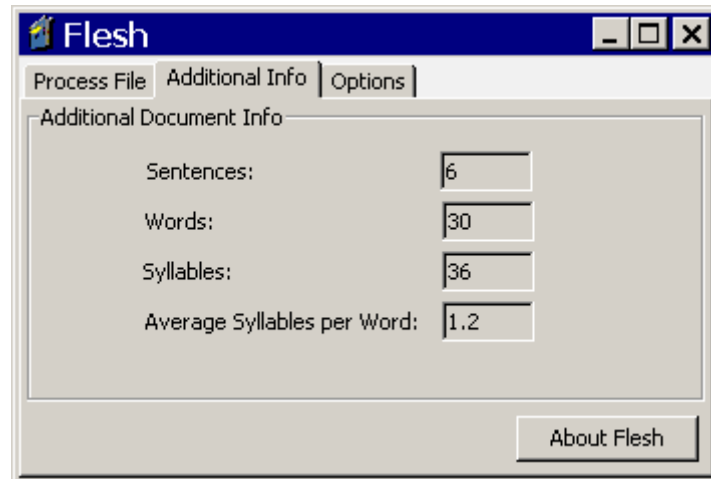 Flesh
Process File Additional Info Options
Additional Document Info
Sentences: 6
Words: 30
Syllables: 36
Average Syllables per Word: 1.2
About Flesh